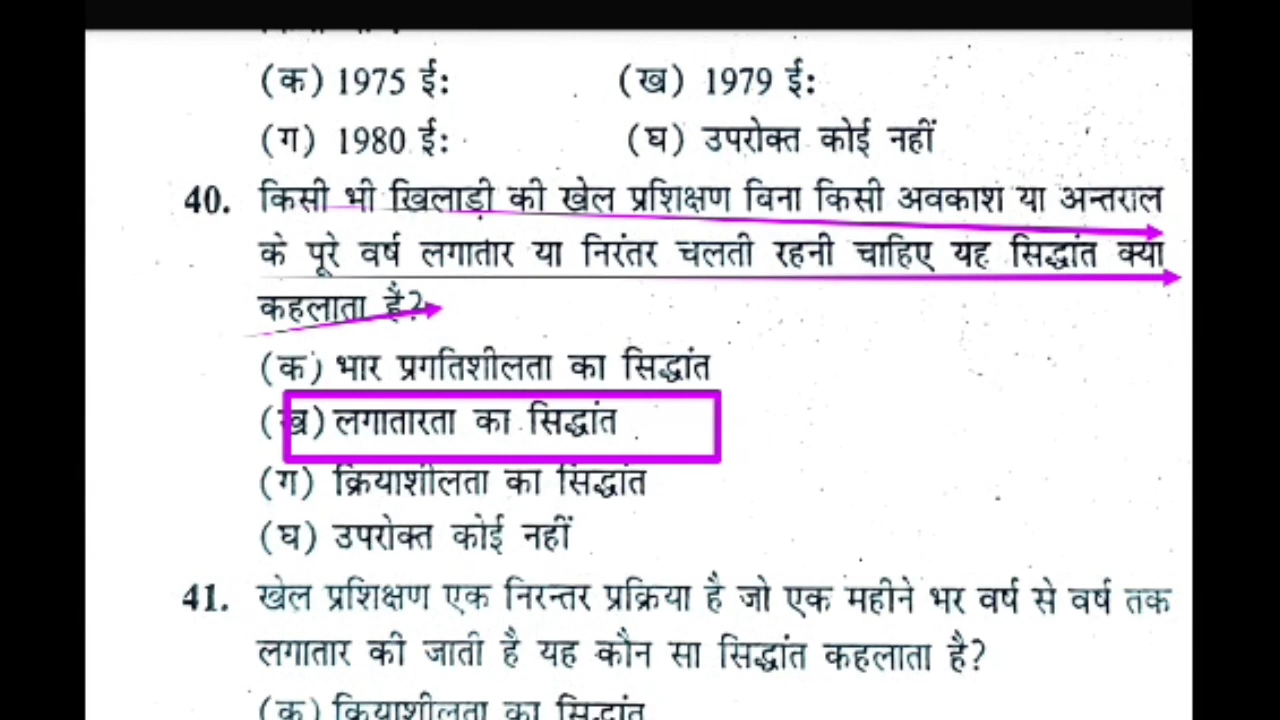 (क) 1975 ई: (ख) 1979 ई:
(ग) 1980 ई: (घ) उपरोक्त कोई नहीं
40. किसी भी खिलाड़ी की खेल प्रशिक्षण बिना किसी अवकाश या अन्तराल
के पूरे वर्ष लगातार या निरंतर चलती रहनी चाहिए यह सिद्धांत क्या
कहलाता है?
(क) भार प्रगतिशीलता का सिद्धांत
(ख) लगातारता का सिद्धांत
(ग) क्रियाशीलता का सिद्धांत
(घ) उपरोक्त कोई नहीं
41. खेल प्रशिक्षण एक निरन्तर प्रक्रिया है जो एक महीने भर वर्ष से वर्ष तक
लगातार की जाती है यह कौन सा सिद्धांत कहलाता है?
(क) क्रियाशीलता का सिद्धांत